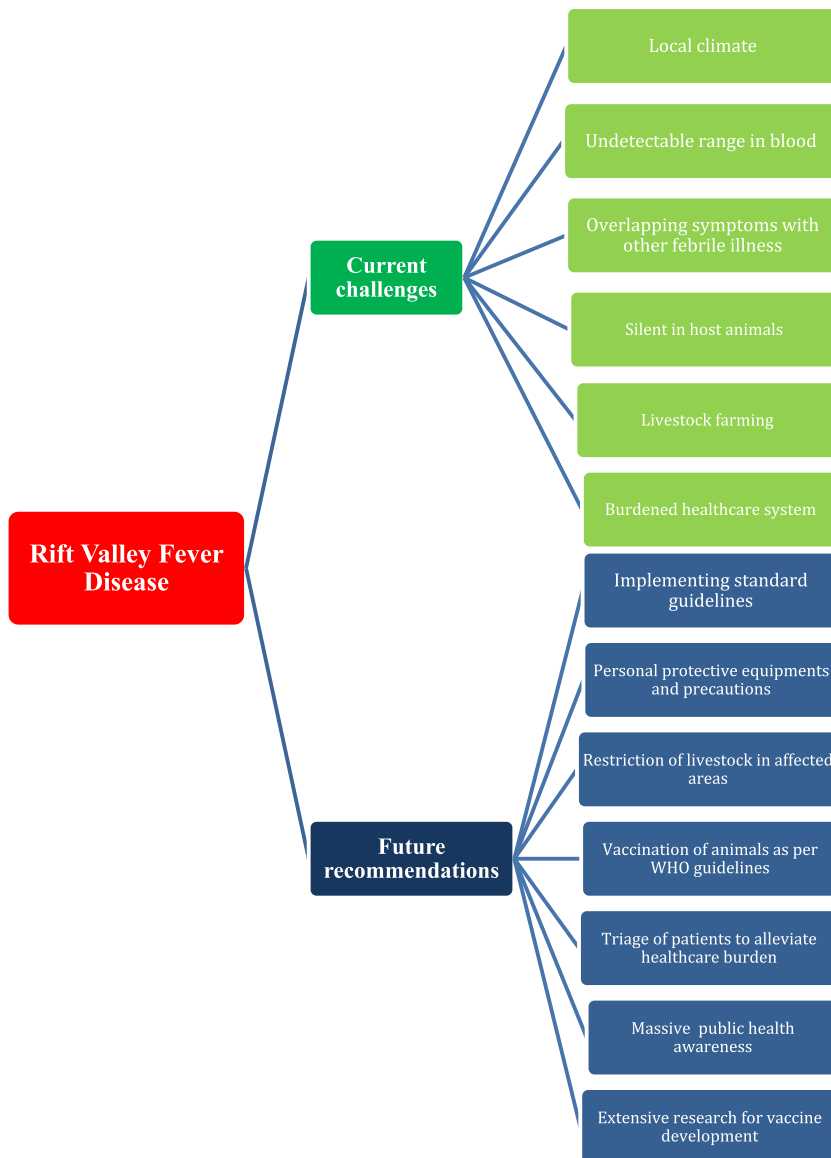 Rift Valley Fever
Disease
Current
challenges
Local climate
Undetectable range in blood
Overlapping symptoms with
other febrile illness
Silent in host animals
Livestock farming
Burdened healthcare system
Future
recommendations
Implementing standard
guidelines
Personal protective equipments
and precautions
Restriction of livestock in affected
areas
Vaccination of animals as per
WHO guidelines
Triage of patients to alleviate
healthcare burden
Massive public health
awareness
Extensive research for vaccine
development